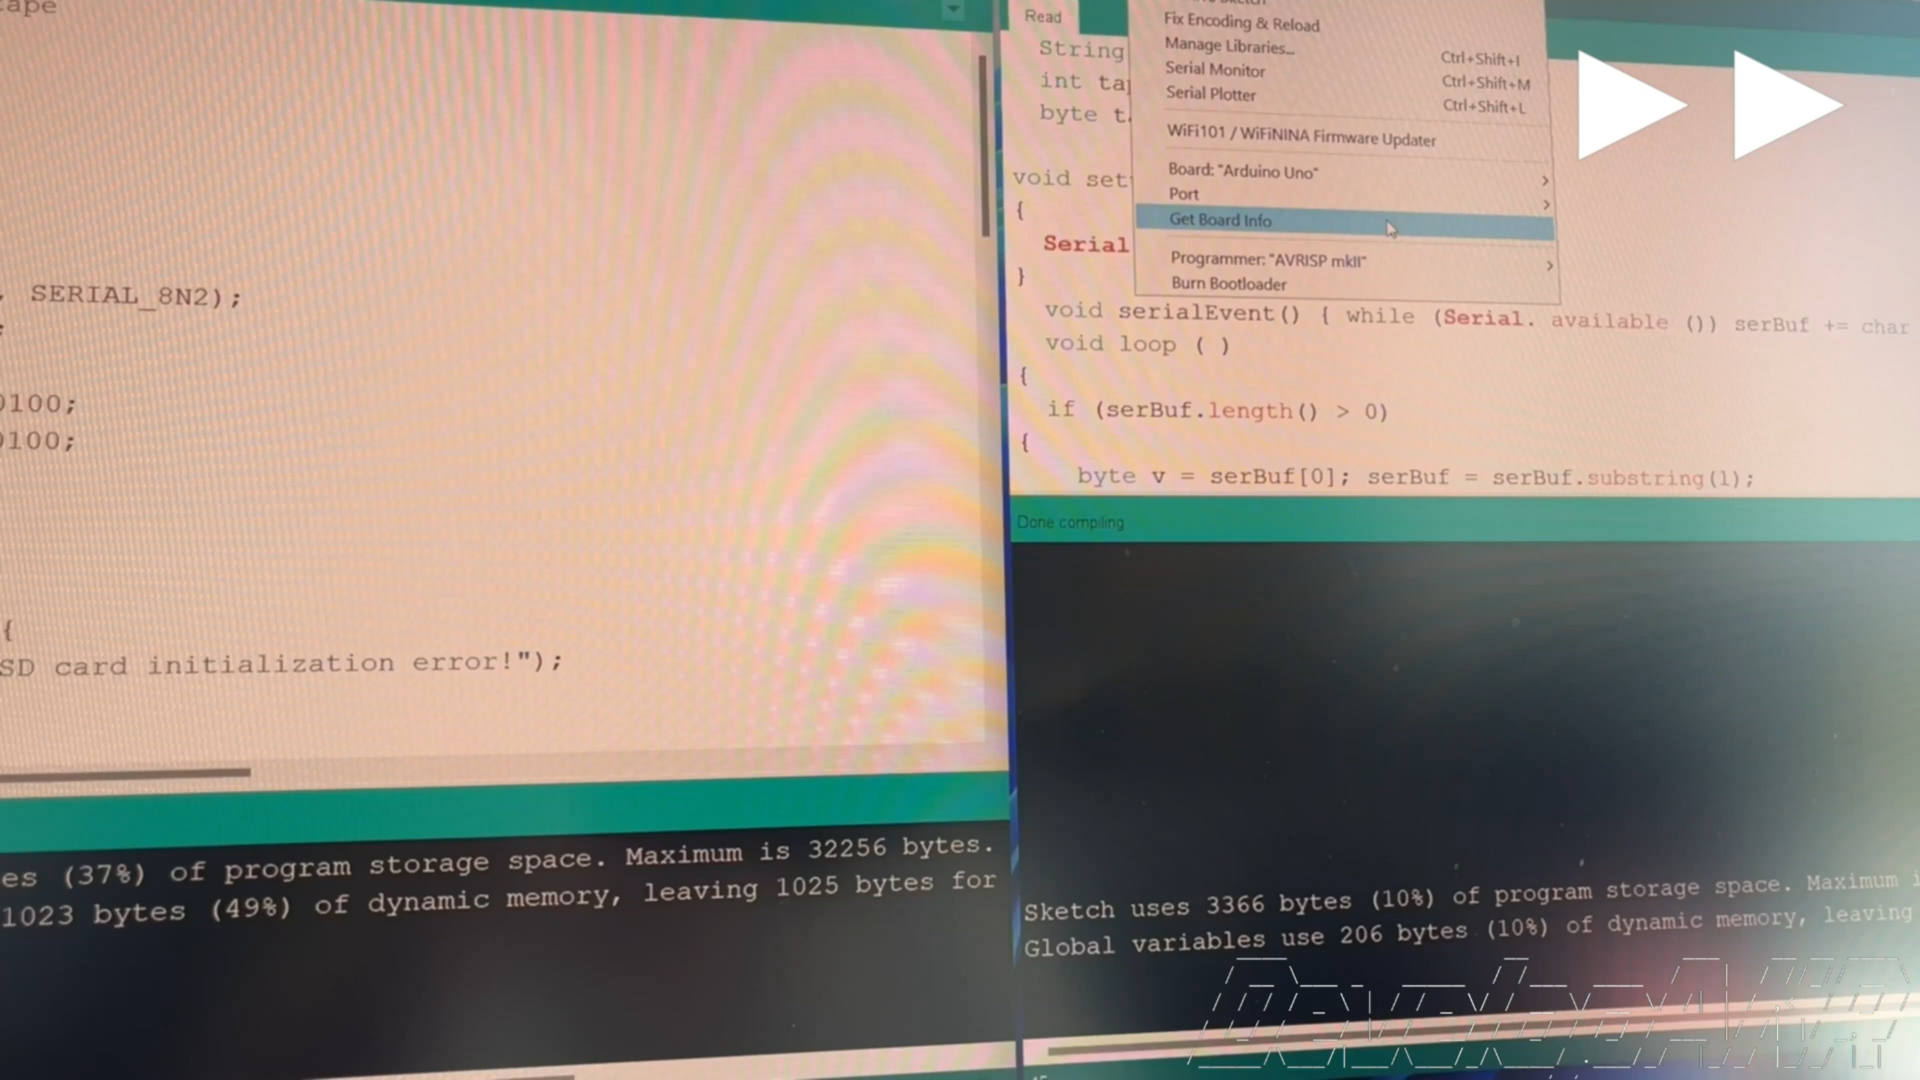 tape
SERIAL_8N2);
0100;
0100;
{
SD card initialization error!");
es (37%) of program storage space. Maximum is 32256 bytes.
1023 bytes (49%) of dynamic memory, leaving 1025 bytes for
Read
Fix Encoding & Reload
Manage Libraries... Ctrl+Shift+I
Serial Monitor Ctrl+Shift+M
Serial Plotter Ctrl+Shift+L
WiFi101 / WiFiNINA Firmware Updater
Board: "Arduino Uno"
Port
Get Board Info
Programmer: "AVRISP mkII"
Burn Bootloader
String
int
byte
void
{
Serial
}
void serialEvent() { while (Serial. available ()) serBuf += char
void loop ( )
{
if (serBuf.length() > 0)
{
byte v = serBuf[0]; serBuf = serBuf.substring(1);
Done compiling
Sketch uses 3366 bytes (10%) of program storage space. Maximum
Global variables use 206 bytes (10%) of dynamic memory, leaving